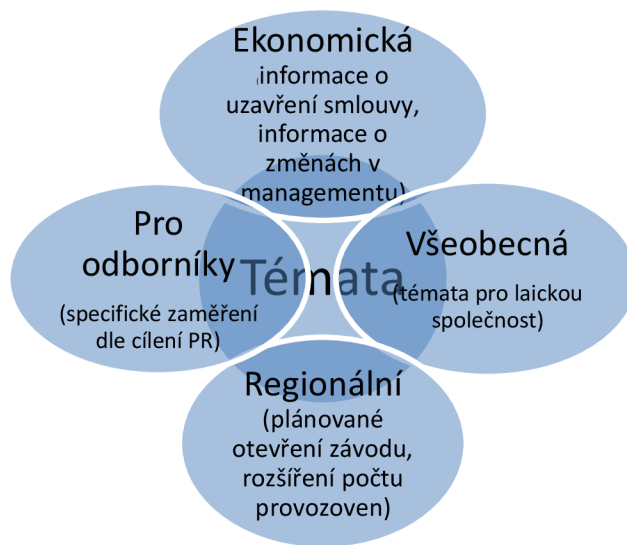 Ekonomická
(informace o
uzavření smlouvy,
informace o
změnách v
managementu)
Pro
odborníky
(specifické zaměření
dle cílení PR)
Témata
Všeobecná
(témata pro laickou
společnost)
Regionální
(plánované
otevření závodu,
rozšíření počtu
provozoven)